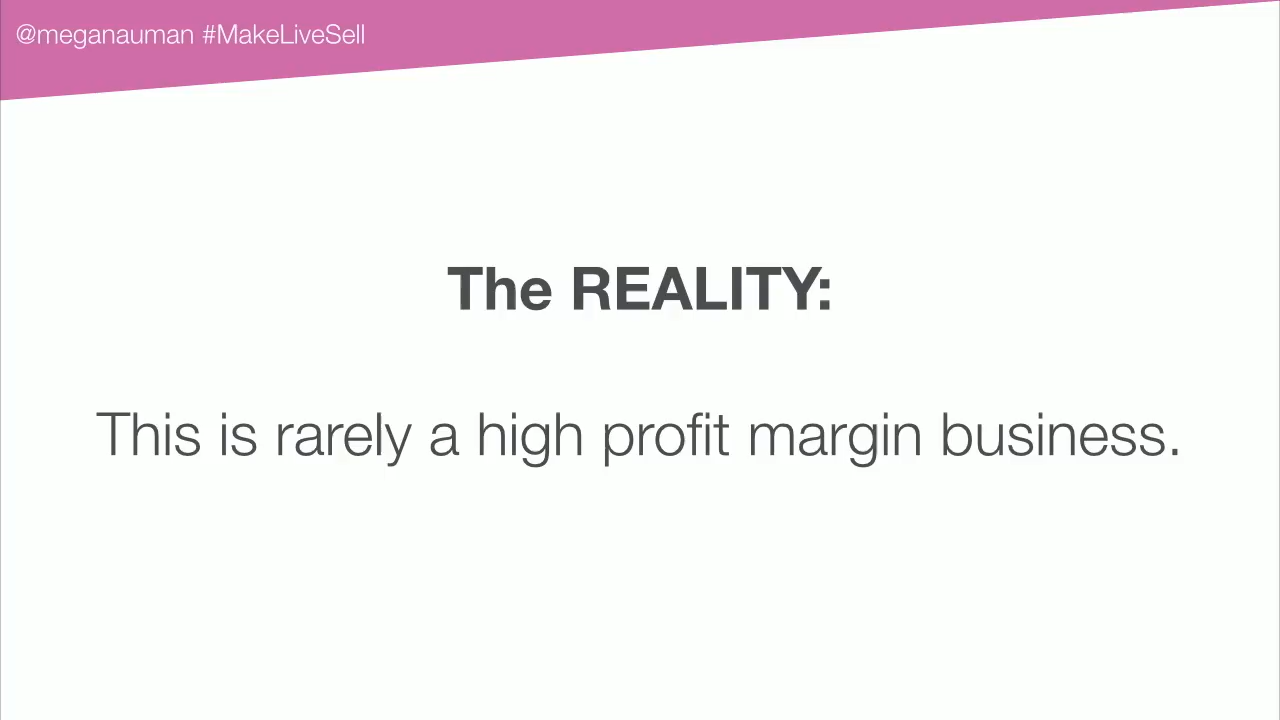 @meganauman #MakeLiveSell
The REALITY:
This is rarely a high profit margin business.